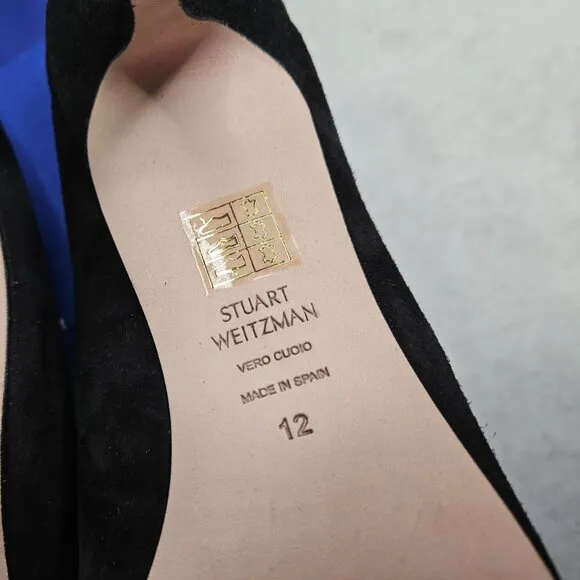 STUART
WEITZMAN
VERO CUOIO
MADE IN SPAIN
12